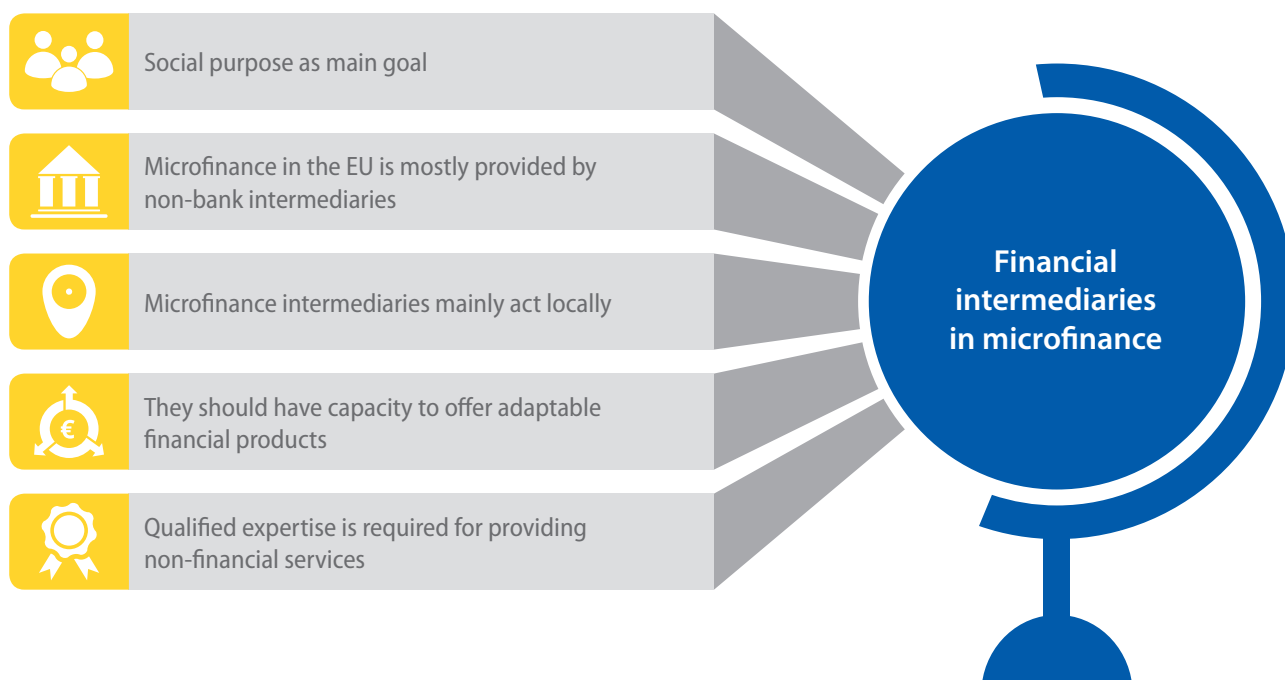 Social purpose as main goal
Microfinance in the EU is mostly provided by
non-bank intermediaries
Microfinance intermediaries mainly act locally
€
They should have capacity to offer adaptable
financial products
Qualified expertise is required for providing
non-financial services
Financial
intermediaries
in microfinance